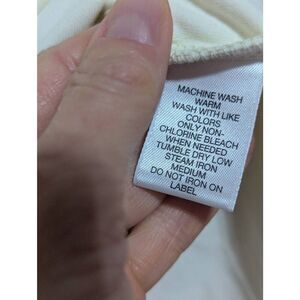 MACHINE WASH
WARM
WASH WITH LIKE
COLORS
ONLY NON-
CHLORINE BLEACH
WHEN NEEDED
TUMBLE DRY LOW
STEAM IRON
MEDIUM
DO NOT IRON ON
LABEL